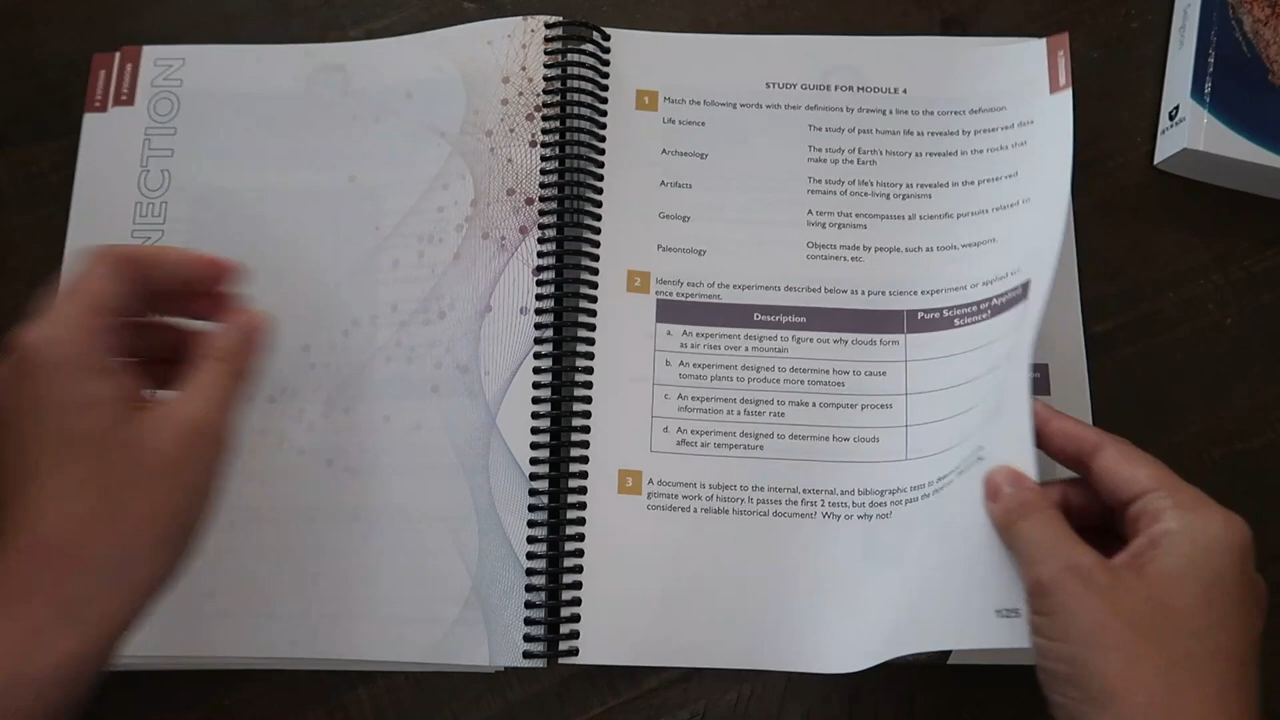 NECTION
STUDY GUIDE FOR MODULE 4
1 Match the following words with their definitions by drawing a line to the correct definition
Life science
The study of past human life as revealed by preserved data
Archaeology
The study of Earth's history as revealed in the rocks that
make up the Earth
Artifacts
The study of life's history as revealed in the preserved
remains of once-living organisms
Geology
A term that encompasses all scientific pursuits related to
living organisms
Paleontology
Objects made by people, such as tools, weapons,
containers, etc.
2 Identify each of the experiments described below as a pure science experiment or applied sci-
ence experiment.
Description
Pure Science or Applied
Science?
a. An experiment designed to figure out why clouds form
as air rises over a mountain
b. An experiment designed to determine how to cause
tomato plants to produce more tomatoes
c. An experiment designed to make a computer process
information at a faster rate
d. An experiment designed to determine how clouds
affect air temperature
3 A document is subject to the internal, external, and bibliographic tests to
gitimate work of history. It passes the first 2 tests, but does not pass the
considered a reliable historical document? Why or why not?